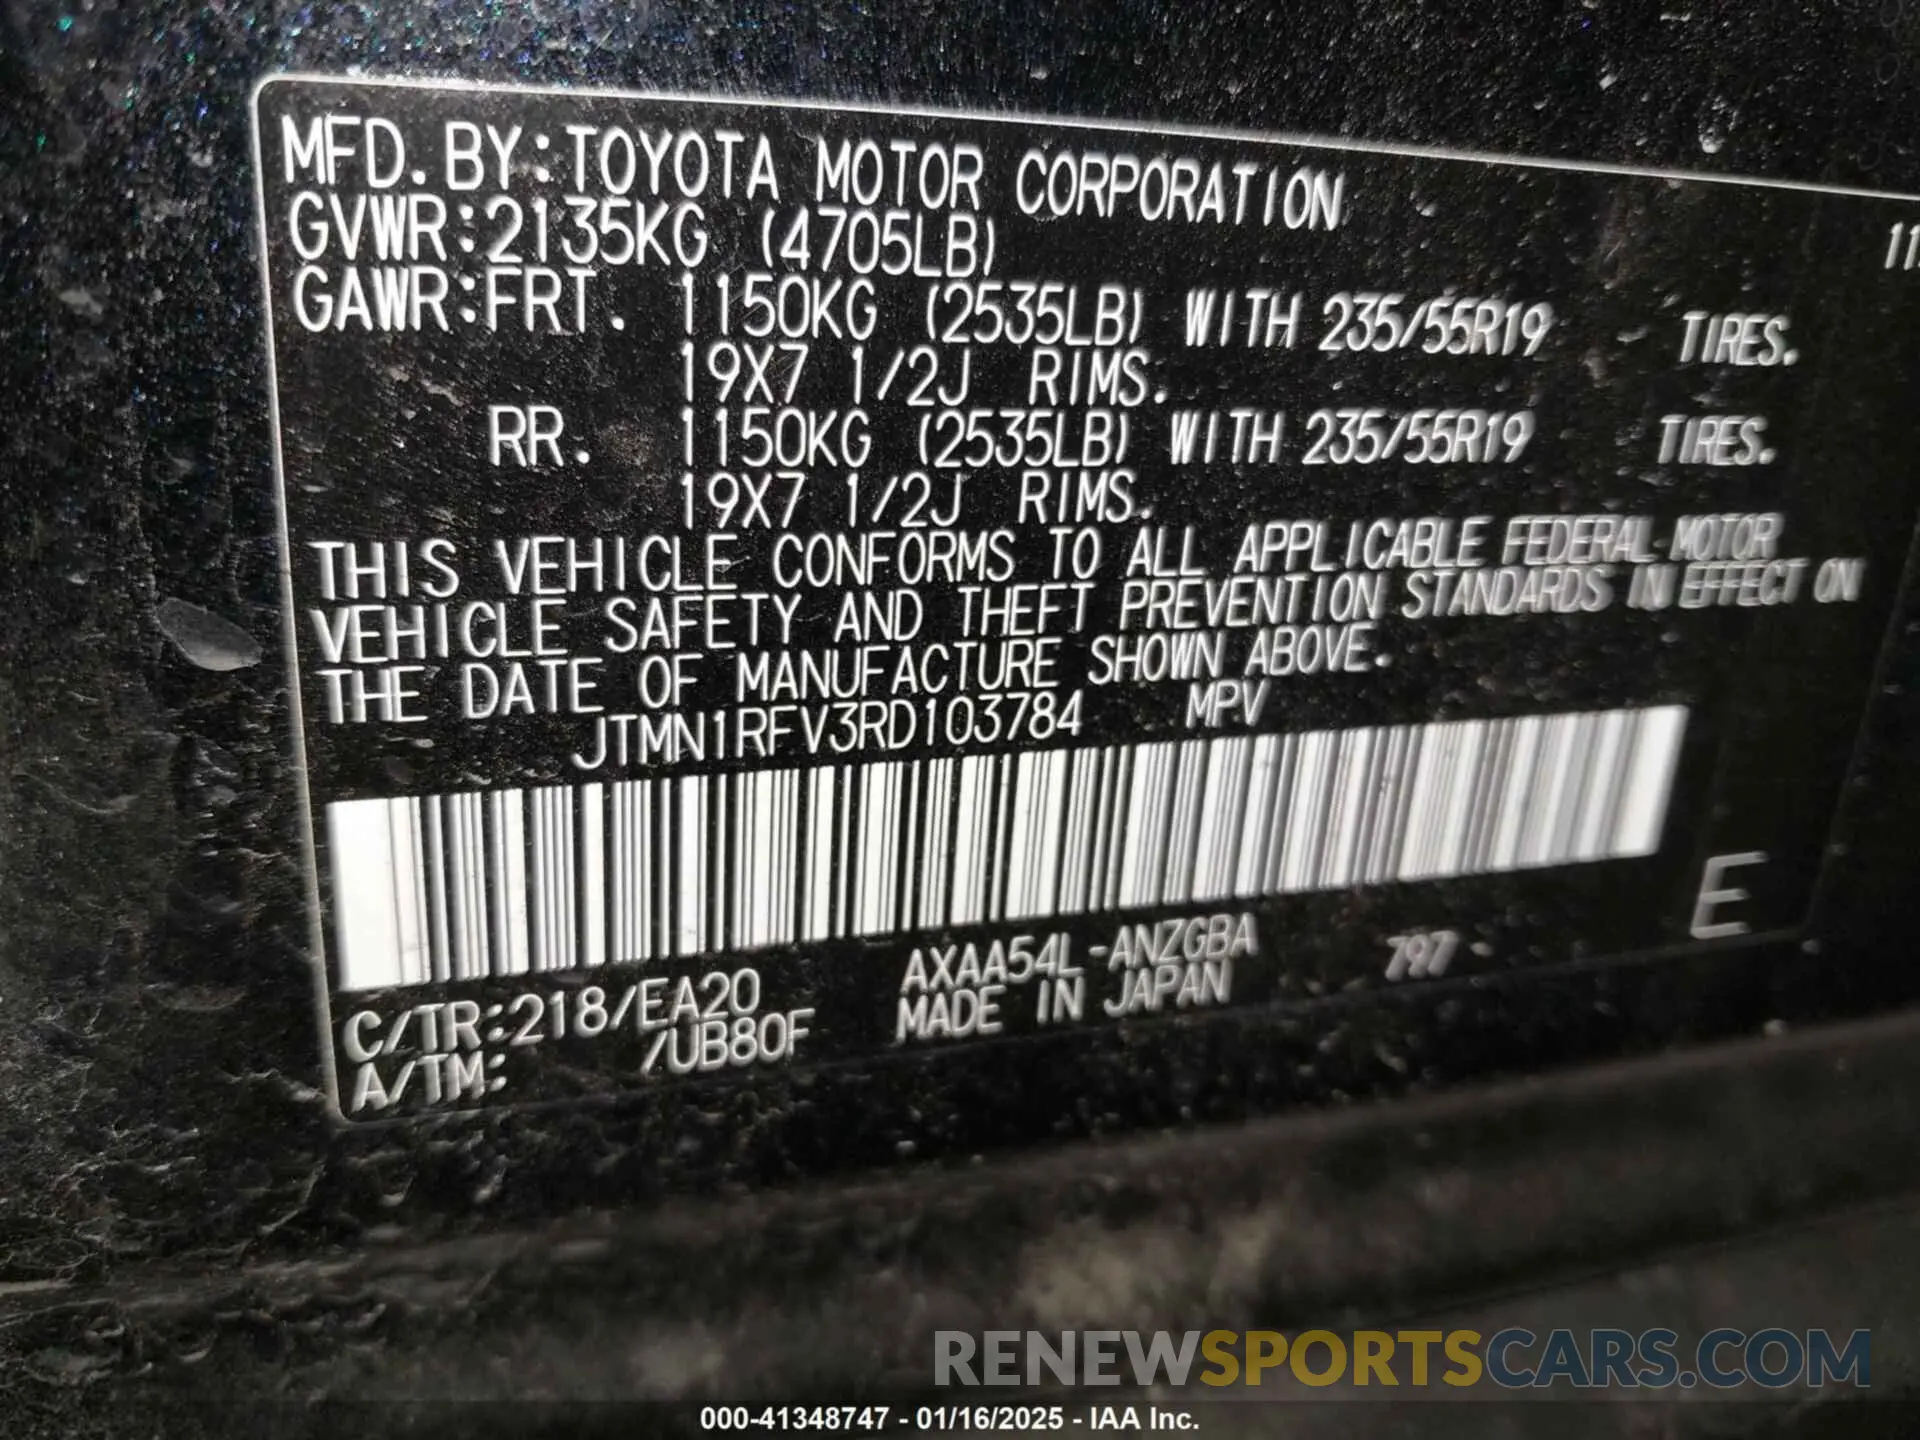 MFD.BY:TOYOTA MOTOR CORPORATION
GVWR:2135KG (4705LB)
GAWR:FRT. 1150KG (2535LB) WITH 235/55R19 TIRES.
19X7 1/2J RIMS.
RR. 1150KG (2535LB) WITH 235/55R19 TIRES.
19X7 1/2J RIMS.
THIS VEHICLE CONFORMS TO ALL APPLICABLE FEDERAL MOTOR
VEHICLE SAFETY AND THEFT PREVENTION STANDARDS IN EFFECT ON
THE DATE OF MANUFACTURE SHOWN ABOVE.
JTMN1RFV3RD103784 MPV
E
C/TR:218/EA20 AXAA54L-ANZGBA 797
A/TM: /UB80F MADE IN JAPAN
RENEWSPORTSCARS.COM
000-41348747 - 01/16/2025 - IAA Inc.